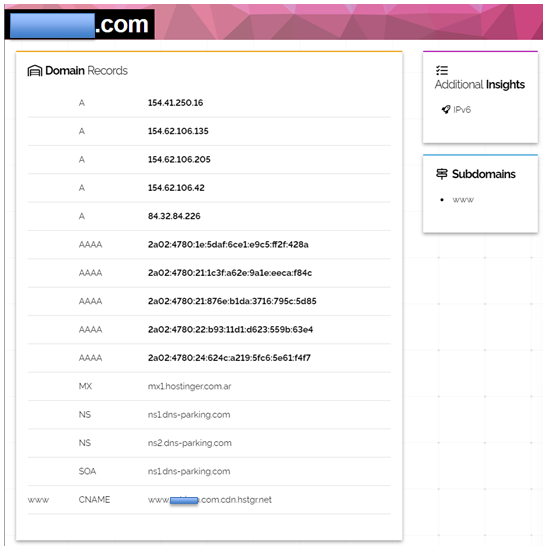 .com
Domain Records
A 154.41.250.16
A 154.62.106.135
A 154.62.106.205
A 154.62.106.42
A 84.32.84.226
AAAA 2a02:4780:1e:5daf:6ce1:e9c5:ff2f:428a
AAAA 2a02:4780:21:1c3f:a62e:9a1e:eeca:f84c
AAAA 2a02:4780:21:876e:b1da:3716:795c:5d85
AAAA 2a02:4780:22:b93:11d1:d623:559b:63e4
AAAA 2a02:4780:24:624c:a219:5fc6:5e61:f4f7
MX mx1.hostinger.com.ar
NS ns1.dns-parking.com
NS ns2.dns-parking.com
SOA ns1.dns-parking.com
www CNAME www. .com.cdn.hstgr.net
Additional Insights
IPv6
Subdomains
• www